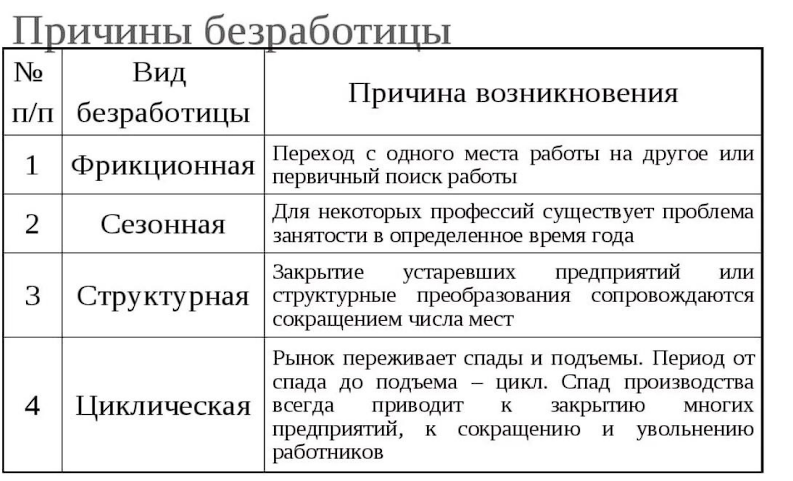 Причины безработицы
№ п/п
Вид безработицы
Причина возникновения
1
Фрикционная
Переход с одного места работы на другое или
первичный поиск работы
2
Сезонная
Для некоторых профессий существует проблема
занятости в определенное время года
3
Структурная
Закрытие устаревших предприятий или
структурные преобразования сопровождаются
сокращением числа мест
4
Циклическая
Рынок переживает спады и подъемы. Период от
спада до подъема – цикл. Спад производства
всегда приводит к закрытию многих
предприятий, к сокращению и увольнению
работников